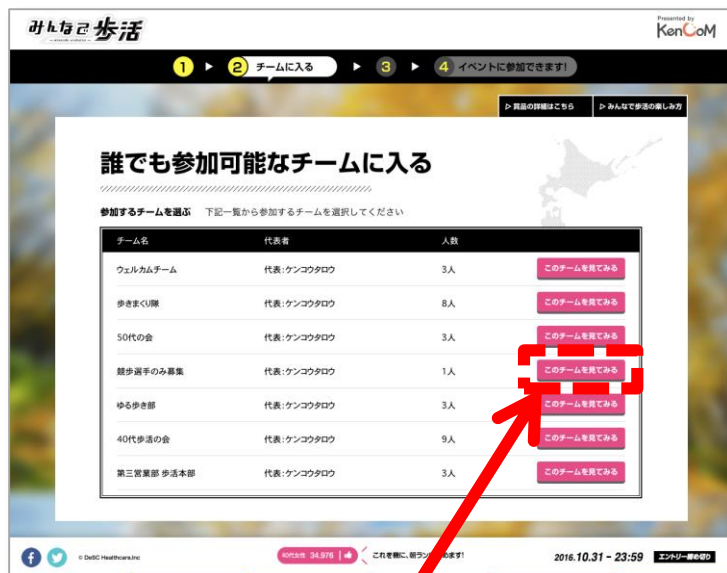 みんなで歩活
Presented by
KenCoM
1 ▶ 2 チームに入る ▶ 3 ▶ 4 イベントに参加できます!
▷ 賞品の詳細はこちら ▷ みんなで歩活の楽しみ方
誰でも参加可能なチームに入る
参加するチームを選ぶ 下記一覧から参加するチームを選択してください
チーム名 代表者 人数
ウェルカムチーム 代表:ケンコウタロウ 3人 このチームを見てみる
歩きまくり隊 代表:ケンコウタロウ 8人 このチームを見てみる
50代の会 代表:ケンコウタロウ 3人 このチームを見てみる
競歩選手のみ募集 代表:ケンコウタロウ 1人 このチームを見てみる
ゆる歩き部 代表:ケンコウタロウ 3人 このチームを見てみる
40代歩活の会 代表:ケンコウタロウ 9人 このチームを見てみる
第三営業部 歩活本部 代表:ケンコウタロウ 3人 このチームを見てみる
© DeSC Healthcare,Inc 40代女性 34,976 これを機に、朝ラン めます! 2016.10.31 - 23:59 エントリー締め切り